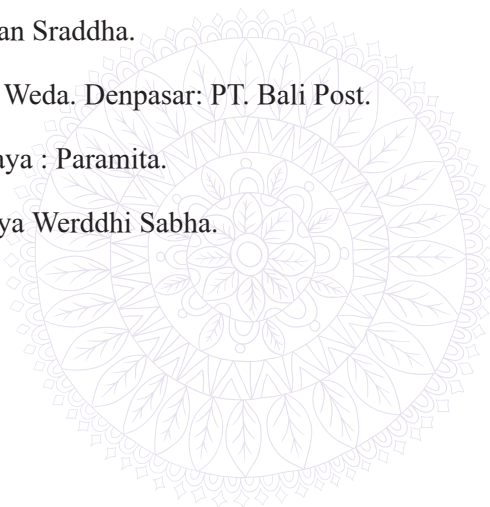 an Sraddha.
Weda. Denpasar: PT. Bali Post.
aya : Paramita.
ya Werddhi Sabha.